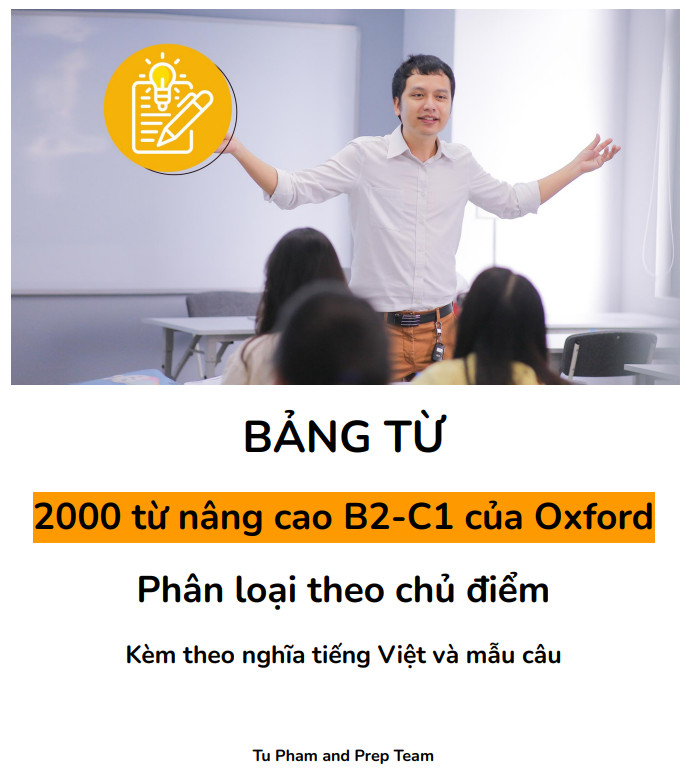 BẢNG TỪ
2000 từ nâng cao B2-C1 của Oxford
Phân loại theo chủ điểm
Kèm theo nghĩa tiếng Việt và mẫu câu
Tu Pham and Prep Team